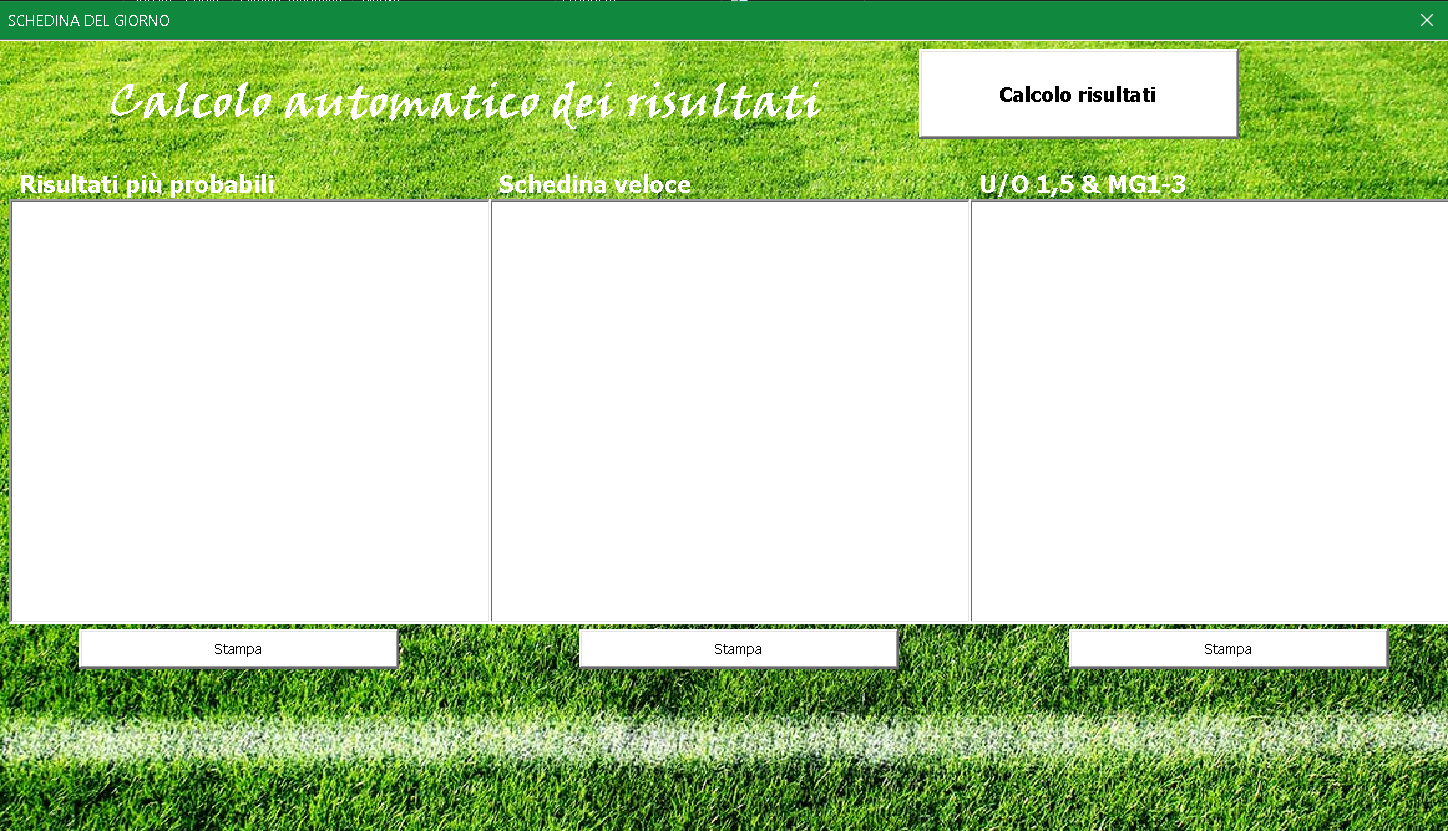 SCHEDINA DEL GIORNO
Calcolo automatico dei risultati
Calcolo risultati
Risultati più probabili
Schedina veloce
U/O 1,5 & MG1-3
Stampa
Stampa
Stampa